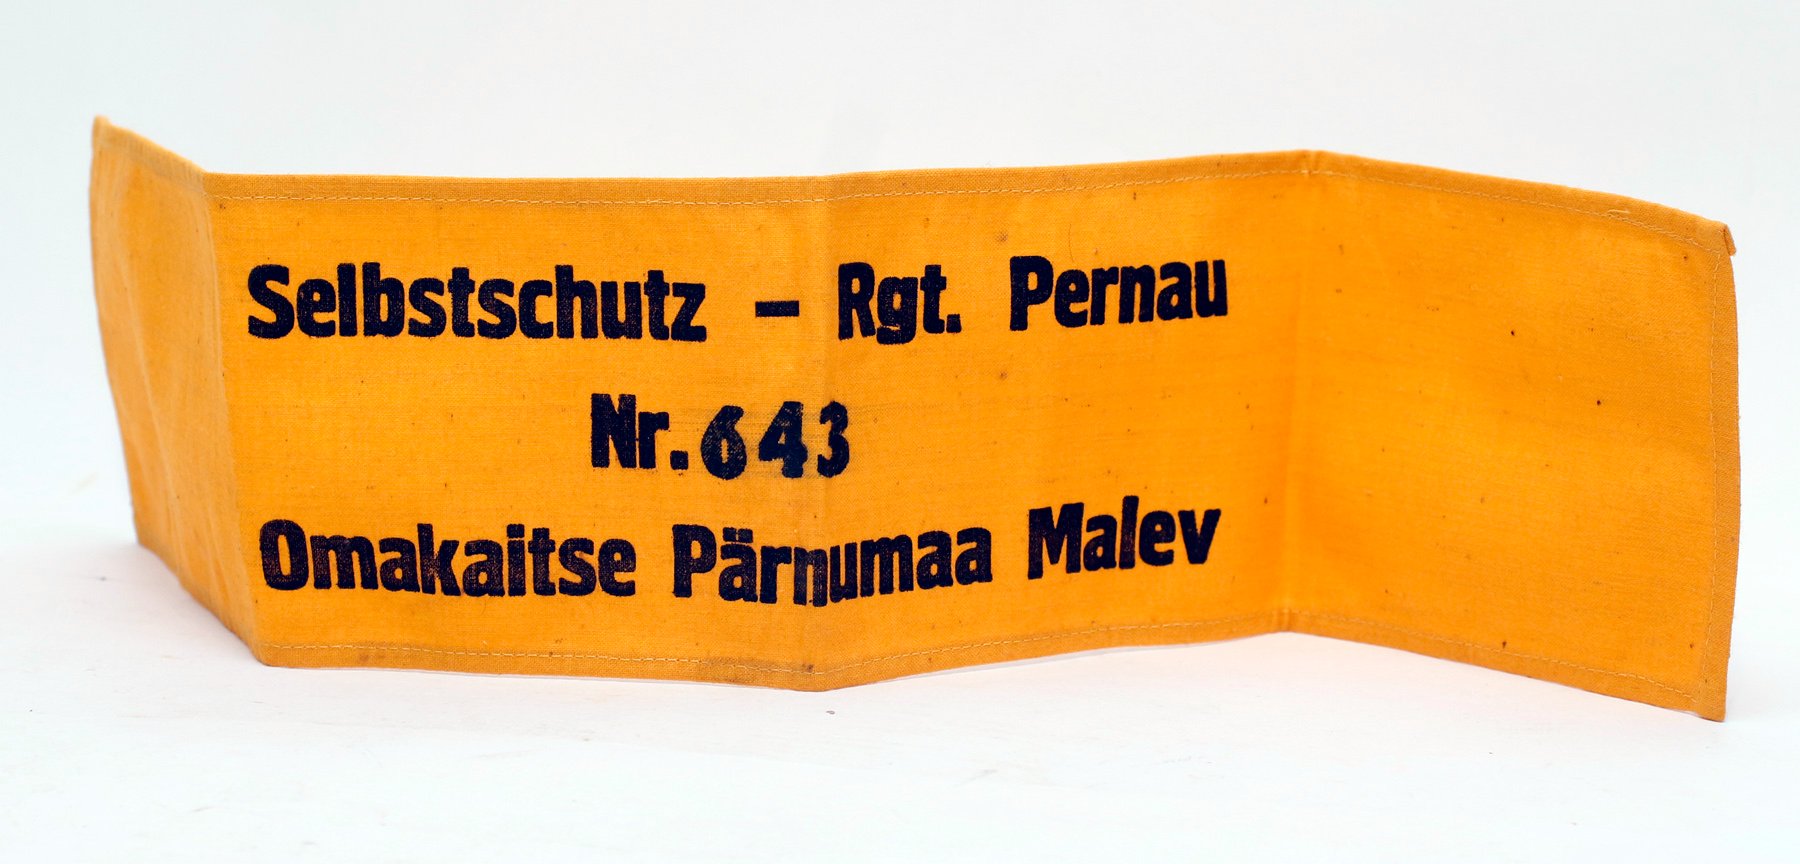 Selbstschutz – Rgt. Pernau
Nr. 643
Omakaitse Pärnumaa Malev